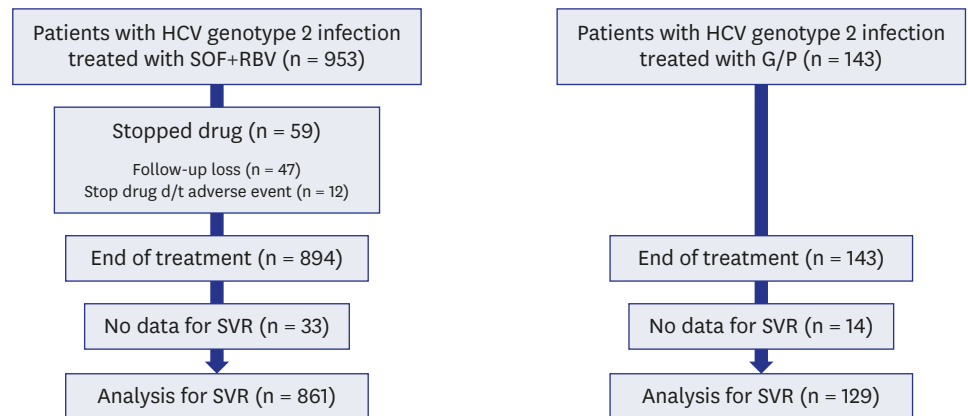 Patients with HCV genotype 2 infection
treated with SOF+RBV (n = 953)
Stopped drug (n = 59)
Follow-up loss (n = 47)
Stop drug d/t adverse event (n = 12)
End of treatment (n = 894)
No data for SVR (n = 33)
Analysis for SVR (n = 861)
Patients with HCV genotype 2 infection
treated with G/P (n = 143)
End of treatment (n = 143)
No data for SVR (n = 14)
Analysis for SVR (n = 129)